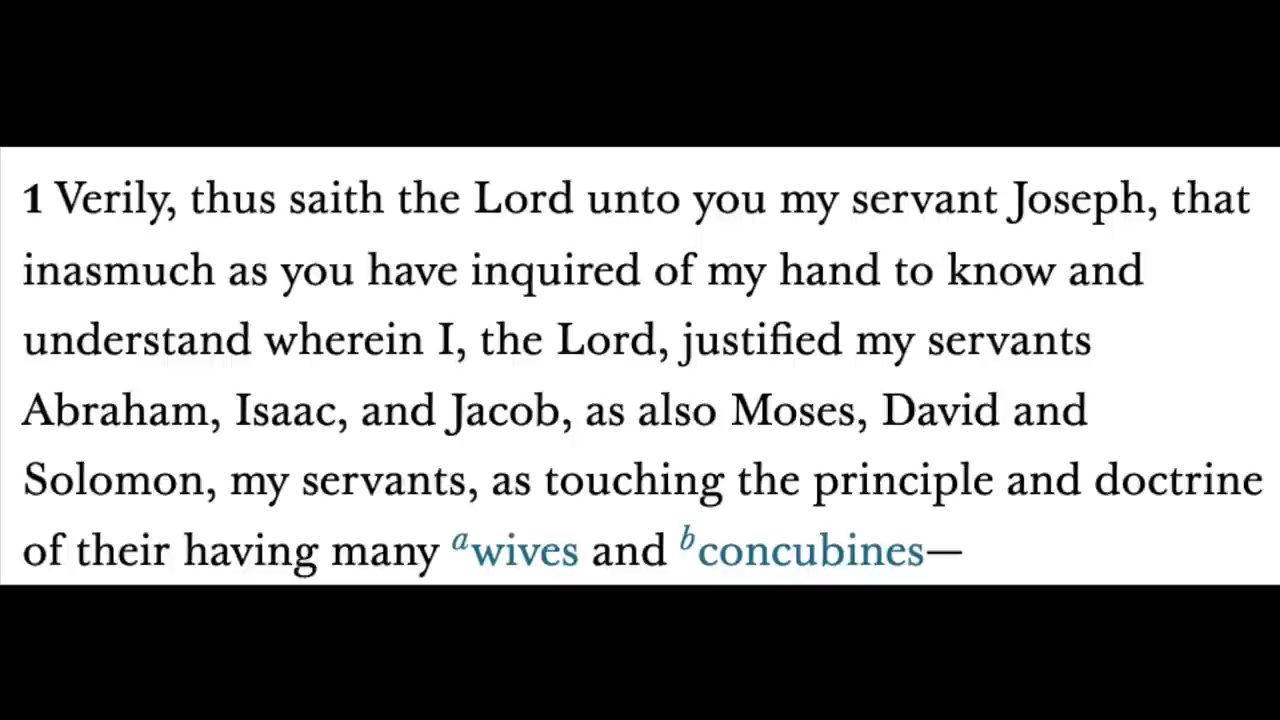 1 Verily, thus saith the Lord unto you my servant Joseph, that
inasmuch as you have inquired of my hand to know and
understand wherein I, the Lord, justified my servants
Abraham, Isaac, and Jacob, as also Moses, David and
Solomon, my servants, as touching the principle and doctrine
of their having many a wives and b concubines—